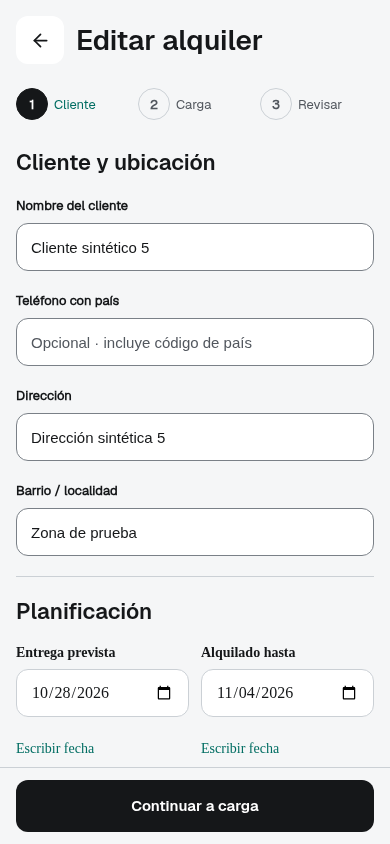 Editar alquiler
1 Cliente 2 Carga 3 Revisar
Cliente y ubicación
Nombre del cliente
Cliente sintético 5
Teléfono con país
Opcional · incluye código de país
Dirección
Dirección sintética 5
Barrio / localidad
Zona de prueba
Planificación
Entrega prevista Alquilado hasta
10/28/2026 11/04/2026
Escribir fecha Escribir fecha
Continuar a carga